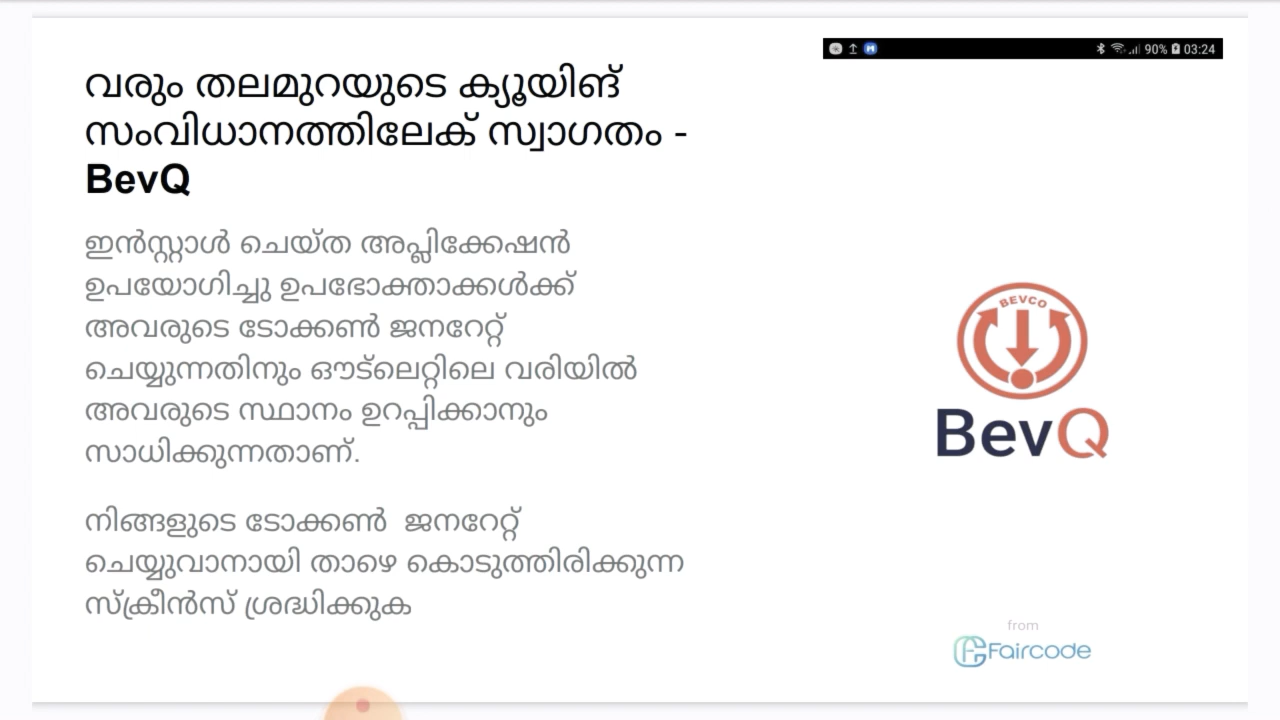 90% 03:24
വരും തലമുറയുടെ ക്യൂയിങ്
സംവിധാനത്തിലേക് സ്വാഗതം -
BevQ
ഇൻസ്റ്റാൾ ചെയ്ത അപ്ലിക്കേഷൻ
ഉപയോഗിച്ചു ഉപഭോക്താക്കൾക്ക്
അവരുടെ ടോക്കൺ ജനറേറ്റ്
ചെയ്യുന്നതിനും ഔട്ലെറ്റിലെ വരിയിൽ
അവരുടെ സ്ഥാനം ഉറപ്പിക്കാനും
സാധിക്കുന്നതാണ്.
നിങ്ങളുടെ ടോക്കൺ ജനറേറ്റ്
ചെയ്യുവാനായി താഴെ കൊടുത്തിരിക്കുന്ന
സ്ക്രീൻസ് ശ്രദ്ധിക്കുക
BEVCO
BevQ
from
Faircode